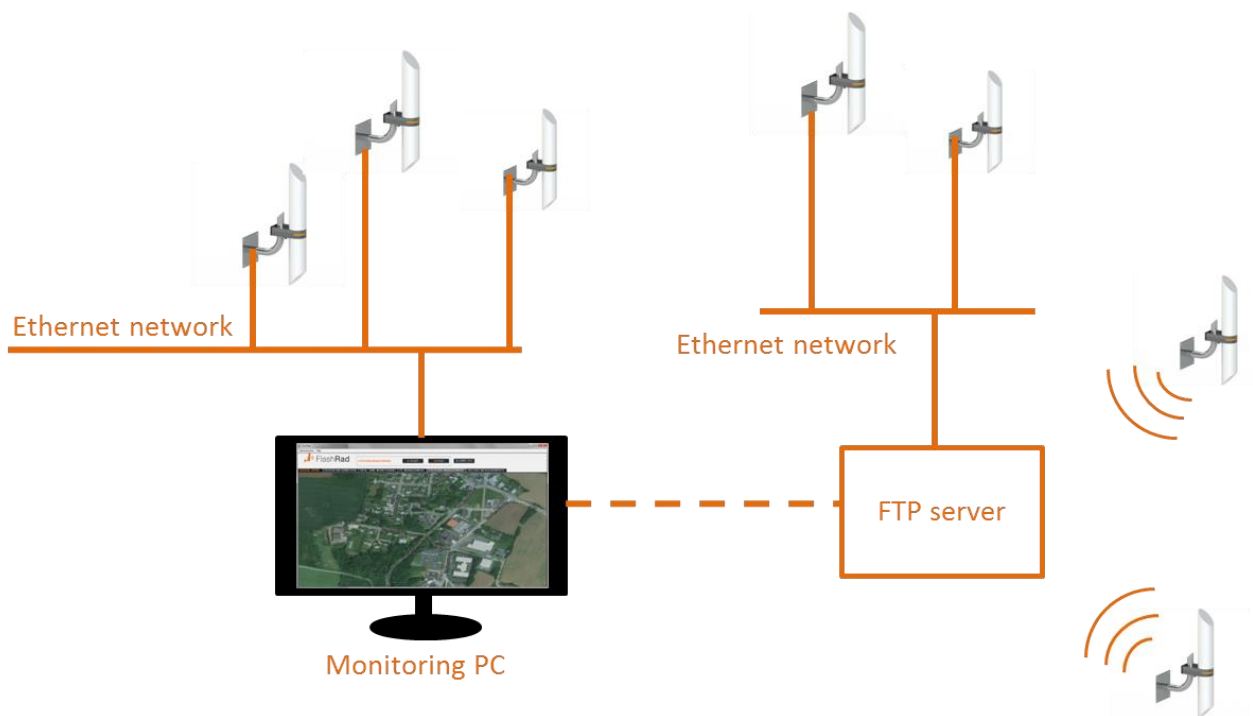 Ethernet network
Ethernet network
FlashRad
FTP server
Monitoring PC